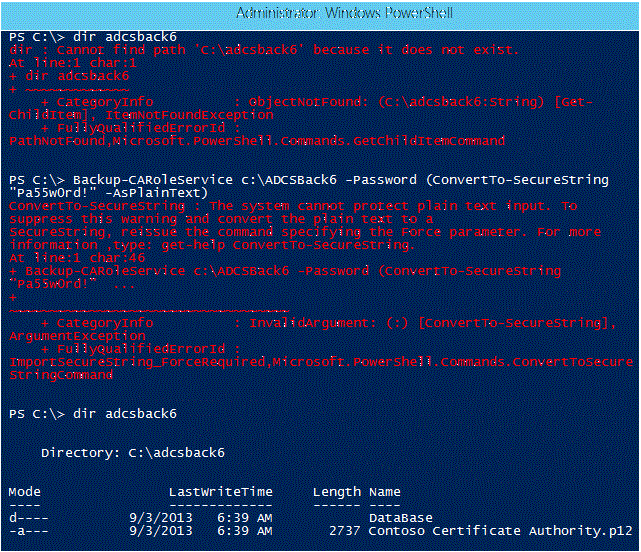 Administrator: Windows PowerShell
PS C:\> dir adcsback6
dir : Cannot find path 'C:\adcsback6' because it does not exist.
At line:1 char:1
+ dir adcsback6
+ ~~~~~~~~~~~~~
    + CategoryInfo          : ObjectNotFound: (C:\adcsback6:String) [Get-
ChildItem], ItemNotFoundException
    + FullyQualifiedErrorId :
PathNotFound,Microsoft.PowerShell.Commands.GetChildItemCommand
PS C:\> Backup-CARoleService c:\ADCSBack6 -Password (ConvertTo-SecureString
"Pa55w0rd!" -AsPlainText)
ConvertTo-SecureString : The system cannot protect plain text input. To
suppress this warning and convert the plain text to a
SecureString, reissue the command specifying the Force parameter. For more
information ,type: get-help ConvertTo-SecureString.
At line:1 char:46
+ Backup-CARoleService c:\ADCSBack6 -Password (ConvertTo-SecureString
"Pa55w0rd!"  ...
+
~~~~~~~~~~~~~~~~~~~~~~~~~~~~~~~~~~~
    + CategoryInfo          : InvalidArgument: (:) [ConvertTo-SecureString],
ArgumentException
    + FullyQualifiedErrorId :
ImportSecureString_ForceRequired,Microsoft.PowerShell.Commands.ConvertToSecure
StringCommand
PS C:\> dir adcsback6
    Directory: C:\adcsback6
Mode                LastWriteTime     Length Name
----                -------------     ------ ----
d----          9/3/2013   6:39 AM            DataBase
-a---          9/3/2013   6:39 AM       2737 Contoso Certificate Authority.p12